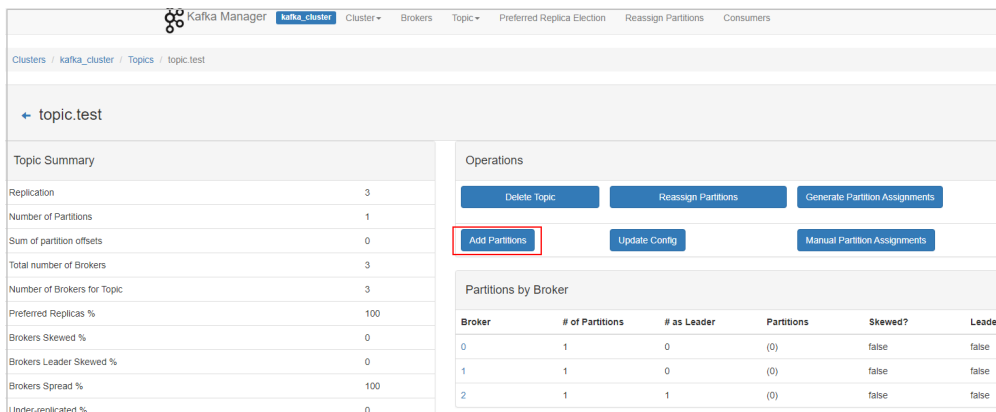 Kafka Manager kafka_cluster Cluster Brokers Topic Preferred Replica Election Reassign Partitions Consumers
Clusters / kafka_cluster / Topics / topic.test
← topic.test
Topic Summary
Replication 3
Number of Partitions 1
Sum of partition offsets 0
Total number of Brokers 3
Number of Brokers for Topic 3
Preferred Replicas % 100
Brokers Skewed % 0
Brokers Leader Skewed % 0
Brokers Spread % 100
Under-replicated % 0
Operations
Delete Topic Reassign Partitions Generate Partition Assignments
Add Partitions Update Config Manual Partition Assignments
Partitions by Broker
Broker # of Partitions # as Leader Partitions Skewed? Leade
0 1 0 (0) false false
1 1 0 (0) false false
2 1 1 (0) false false